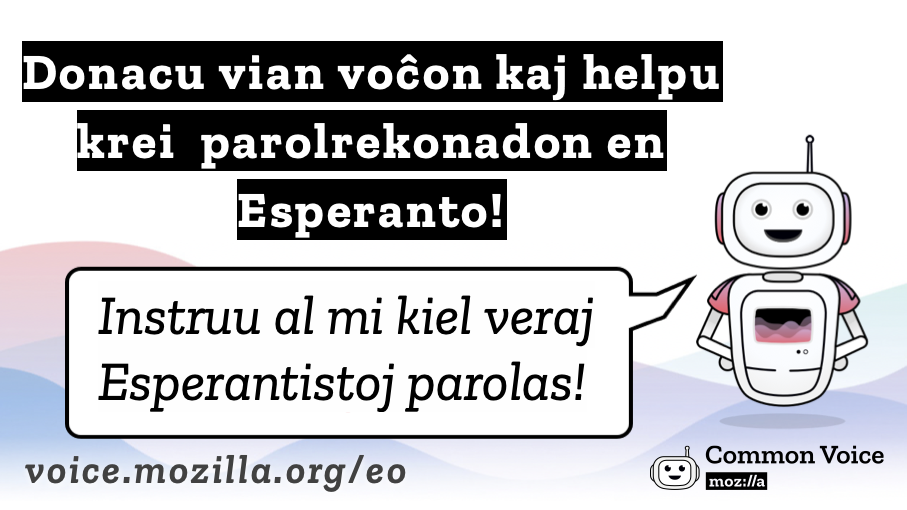 Donacu vian voĉon kaj helpu
krei parolrekonadon en
Esperanto!
Instruu al mi kiel veraj
Esperantistoj parolas!
voice.mozilla.org/eo
Common Voice
moz://a